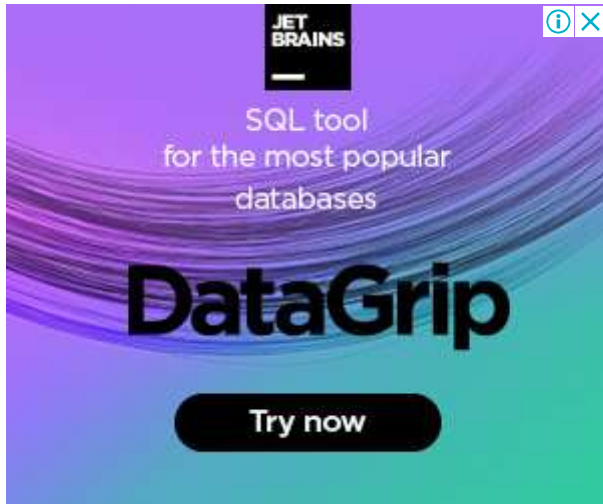 JET
BRAINS
SQL tool
for the most popular
databases
DataGrip
Try now